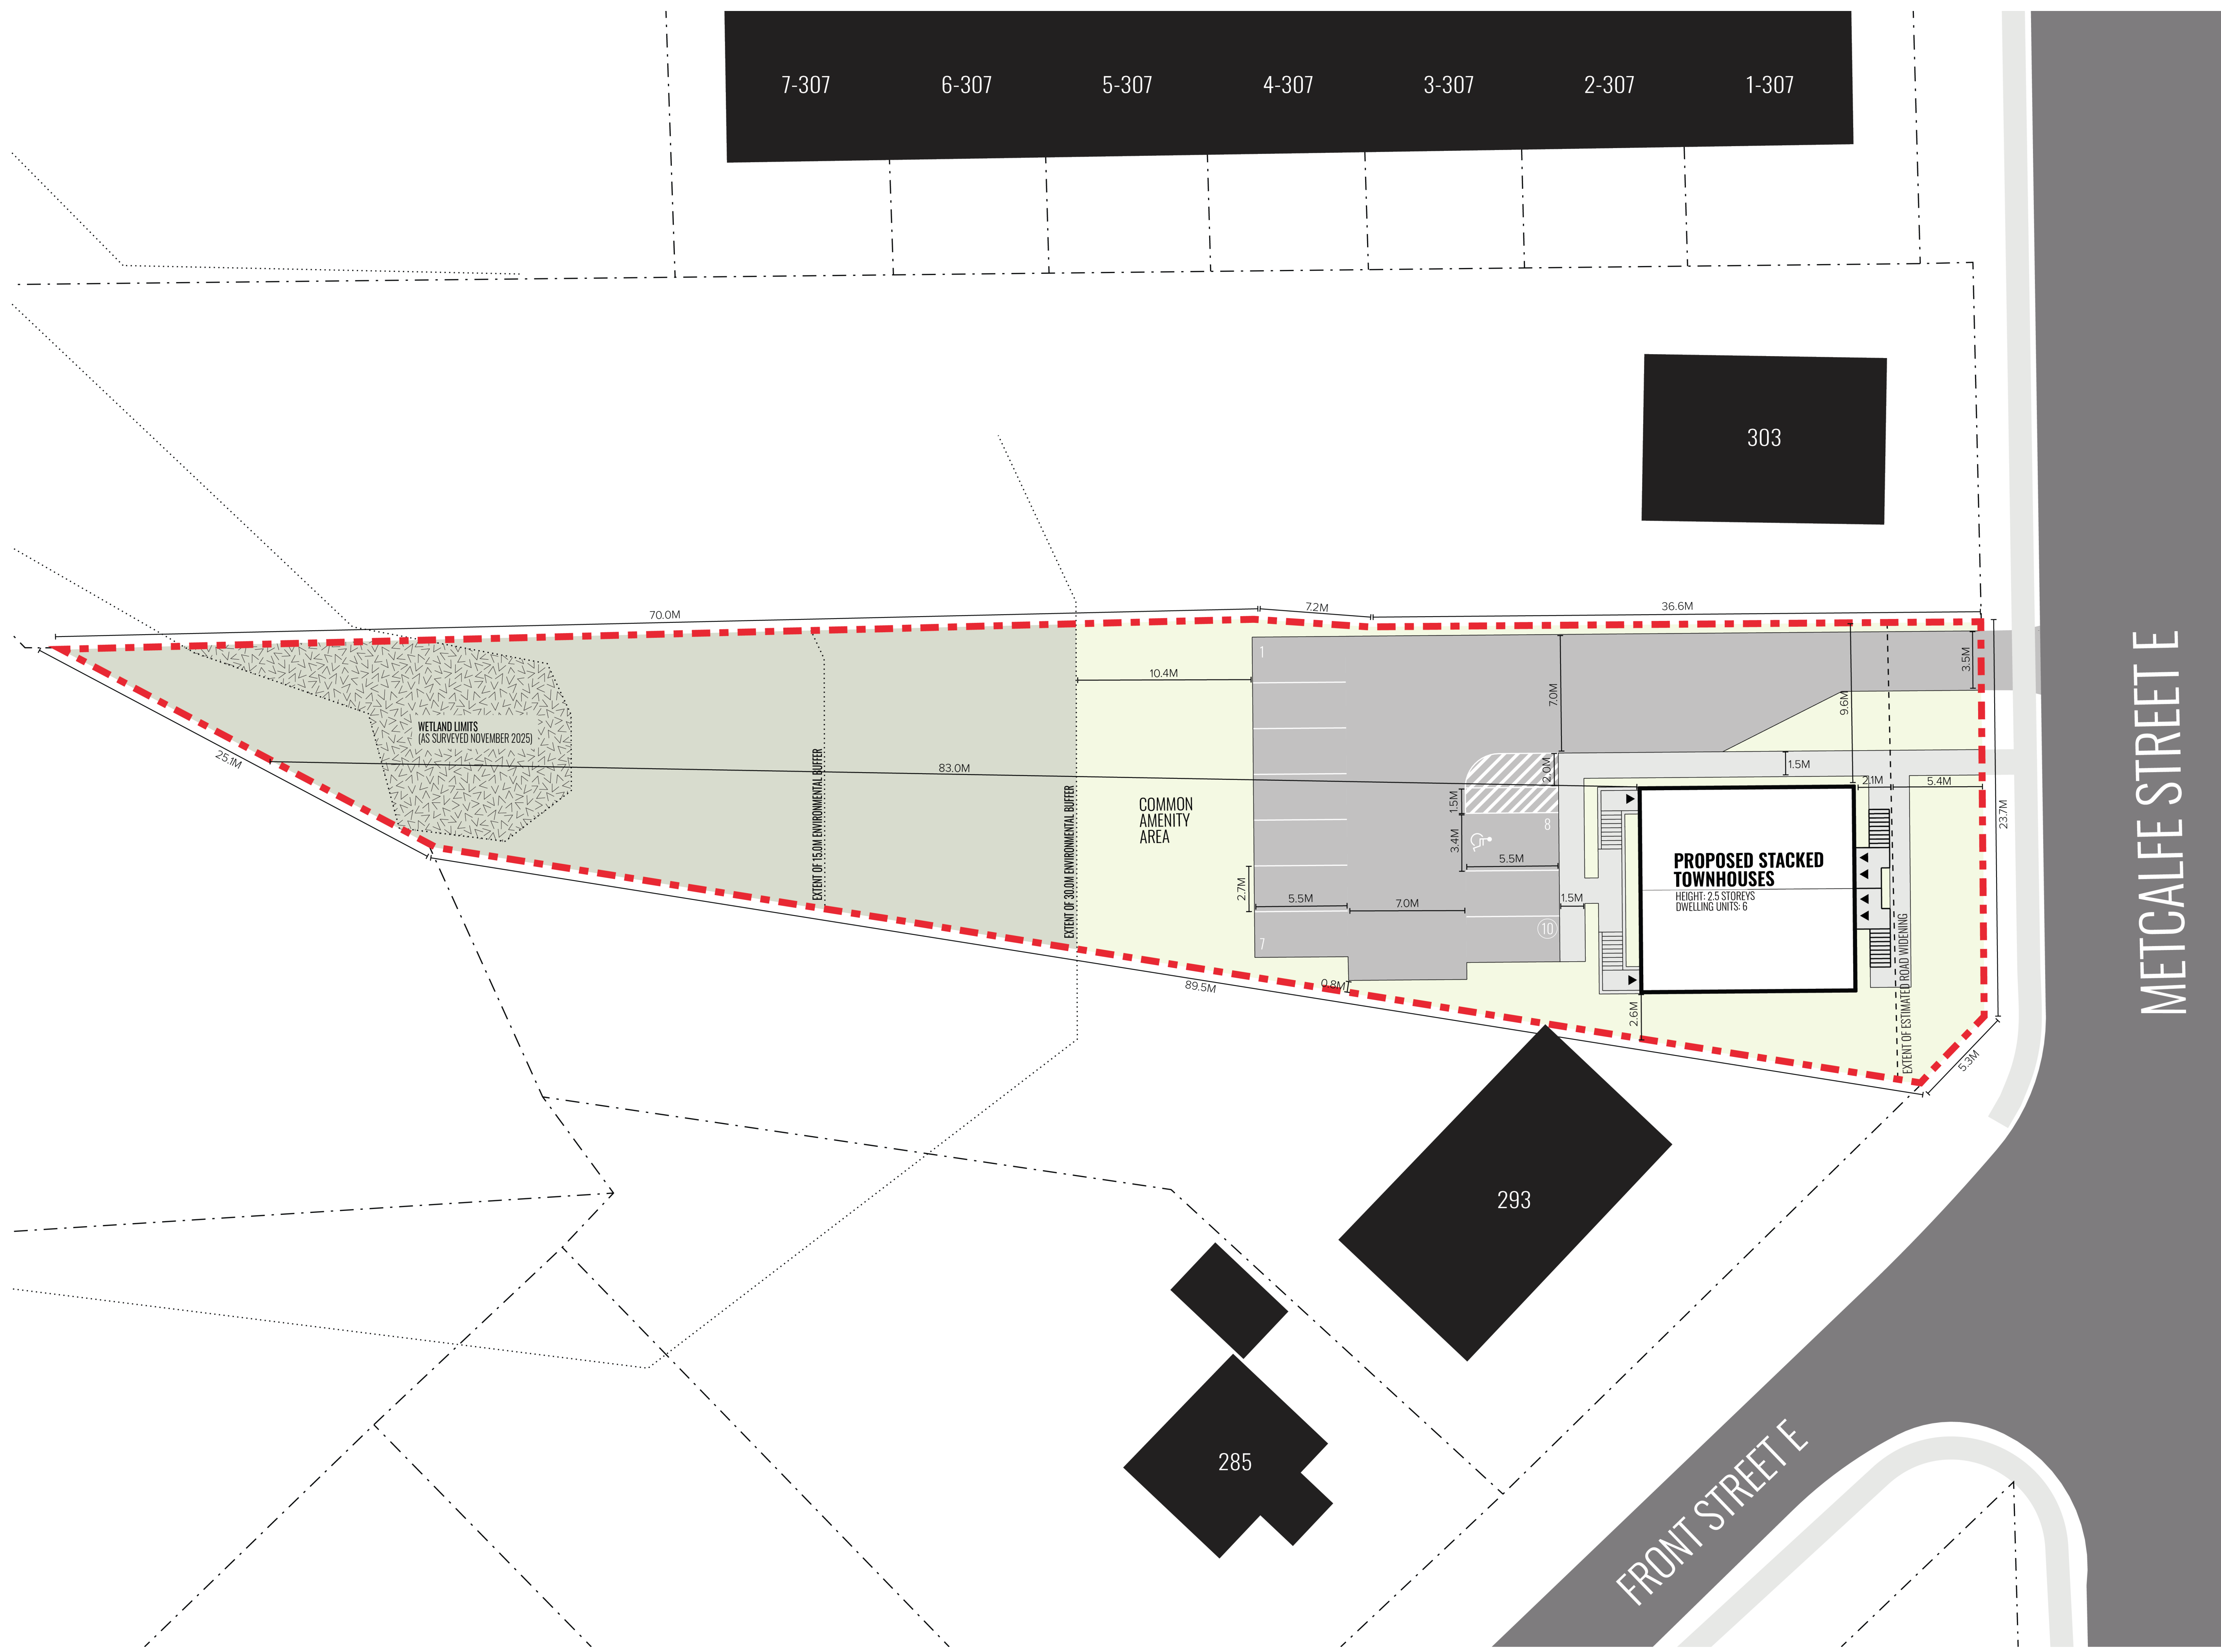 7-307
6-307
5-307
4-307
3-307
2-307
1-307
303
METCALFE STREET E
70.0M
7.2M
36.6M
3.5M
10.4M
1
7.0M
9.6M
WETLAND LIMITS
(AS SURVEYED NOVEMBER 2025)
25.1M
83.0M
EXTENT OF 15.0M ENVIRONMENTAL BUFFER
EXTENT OF 30.0M ENVIRONMENTAL BUFFER
COMMON
AMENITY
AREA
2.0M
1.5M
1.5M
2.1M
5.4M
23.7M
8
3.4M
5.5M
PROPOSED STACKED
TOWNHOUSES
HEIGHT: 2.5 STOREYS
DWELLING UNITS: 6
2.7M
5.5M
7.0M
1.5M
10
7
0.8M
89.5M
2.6M
EXTENT OF ESTIMATED ROAD WIDENING
5.3M
293
285
FRONT STREET E